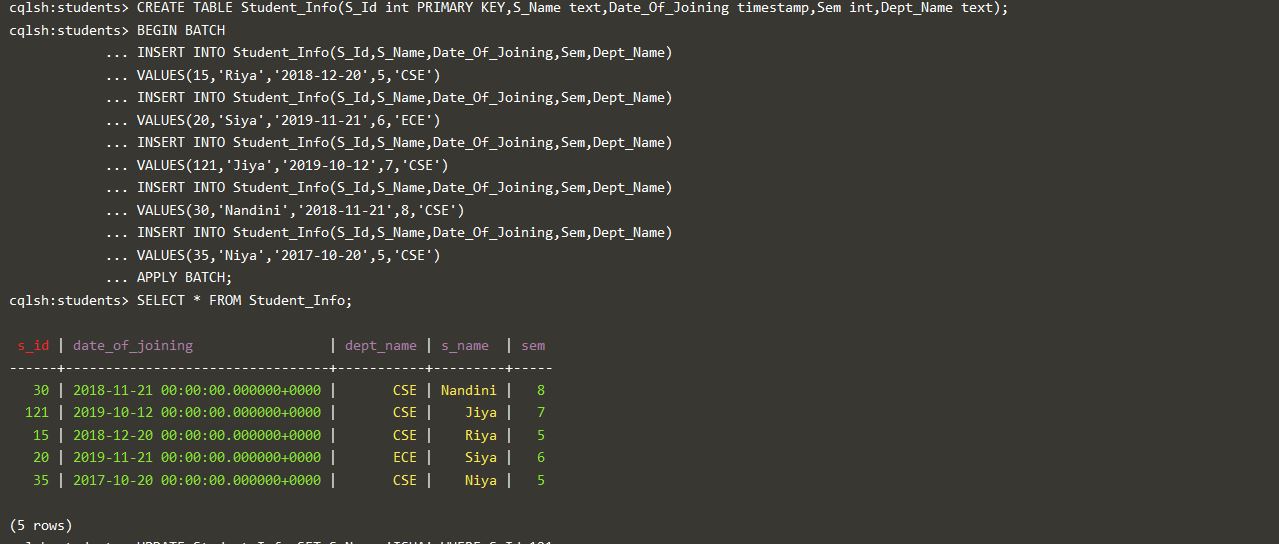 cqlsh:students> CREATE TABLE Student_Info(S_Id int PRIMARY KEY,S_Name text,Date_Of_Joining timestamp,Sem int,Dept_Name text);
cqlsh:students> BEGIN BATCH
            ... INSERT INTO Student_Info(S_Id,S_Name,Date_Of_Joining,Sem,Dept_Name)
            ... VALUES(15,'Riya','2018-12-20',5,'CSE')
            ... INSERT INTO Student_Info(S_Id,S_Name,Date_Of_Joining,Sem,Dept_Name)
            ... VALUES(20,'Siya','2019-11-21',6,'ECE')
            ... INSERT INTO Student_Info(S_Id,S_Name,Date_Of_Joining,Sem,Dept_Name)
            ... VALUES(121,'Jiya','2019-10-12',7,'CSE')
            ... INSERT INTO Student_Info(S_Id,S_Name,Date_Of_Joining,Sem,Dept_Name)
            ... VALUES(30,'Nandini','2018-11-21',8,'CSE')
            ... INSERT INTO Student_Info(S_Id,S_Name,Date_Of_Joining,Sem,Dept_Name)
            ... VALUES(35,'Niya','2017-10-20',5,'CSE')
            ... APPLY BATCH;
cqlsh:students> SELECT * FROM Student_Info;
 s_id | date_of_joining                 | dept_name | s_name  | sem
------+---------------------------------+-----------+---------+-----
   30 | 2018-11-21 00:00:00.000000+0000 |       CSE | Nandini |   8
  121 | 2019-10-12 00:00:00.000000+0000 |       CSE |    Jiya |   7
   15 | 2018-12-20 00:00:00.000000+0000 |       CSE |    Riya |   5
   20 | 2019-11-21 00:00:00.000000+0000 |       ECE |    Siya |   6
   35 | 2017-10-20 00:00:00.000000+0000 |       CSE |    Niya |   5
(5 rows)